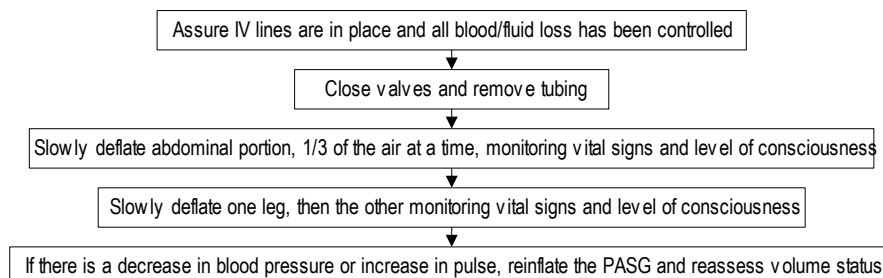 Assure IV lines are in place and all blood/fluid loss has been controlled
Close valves and remove tubing
Slowly deflate abdominal portion, 1/3 of the air at a time, monitoring vital signs and level of consciousness
Slowly deflate one leg, then the other monitoring vital signs and level of consciousness
If there is a decrease in blood pressure or increase in pulse, reinflate the PASG and reassess volume status